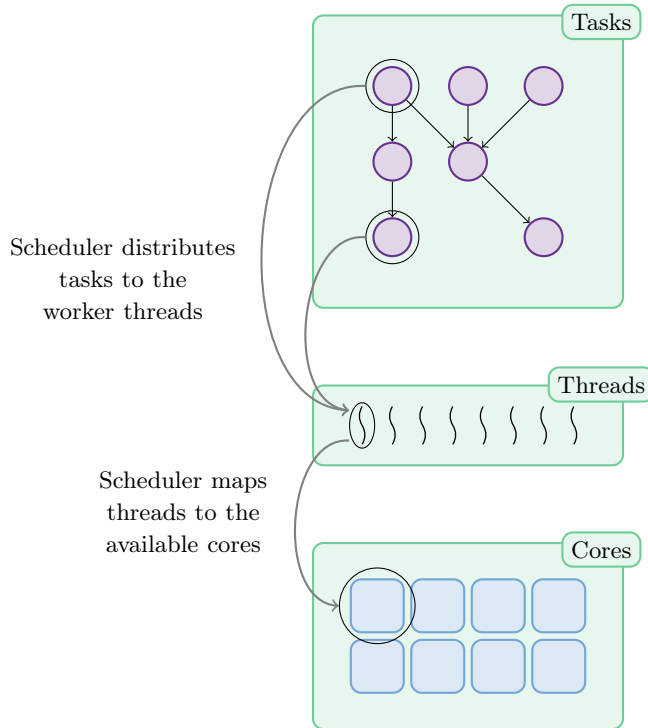 Tasks
Scheduler distributes
tasks to the
worker threads
Threads
Scheduler maps
threads to the
available cores
Cores